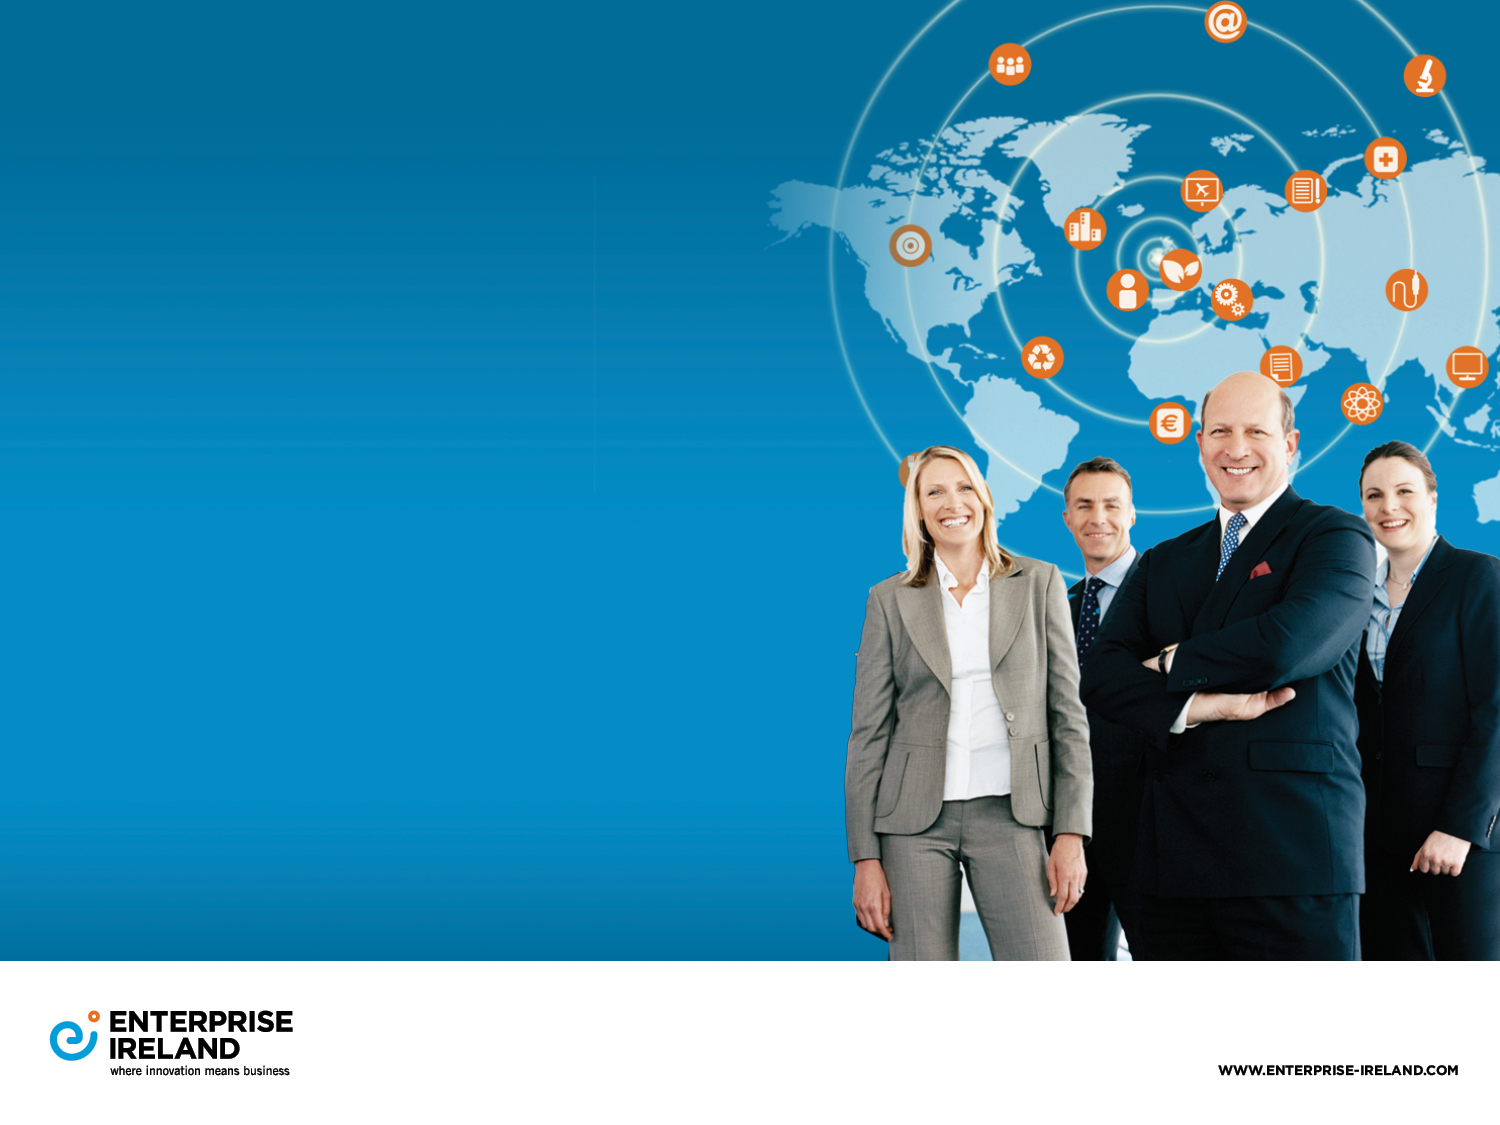 @
€
ENTERPRISE
IRELAND
where innovation means business
WWW.ENTERPRISE-IRELAND.COM